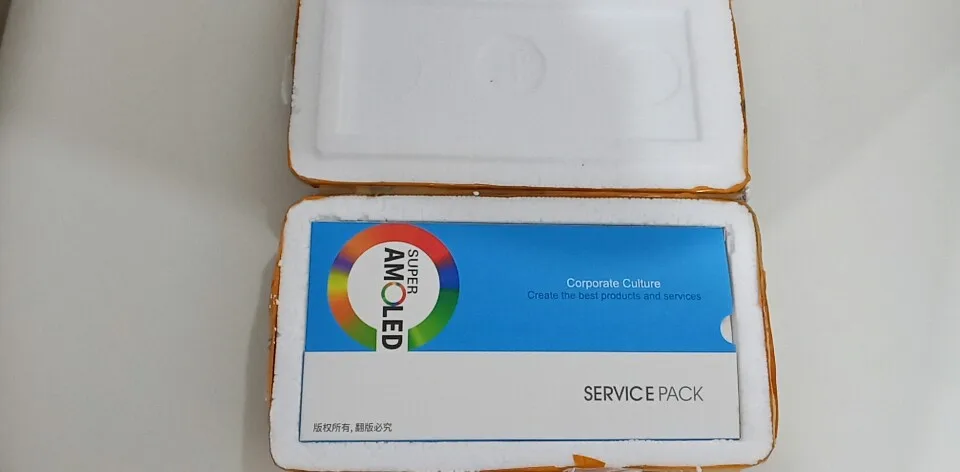 SUPER
AMOLED
Corporate Culture
Create the best products and services
SERVICE PACK
版权所有, 翻版必究